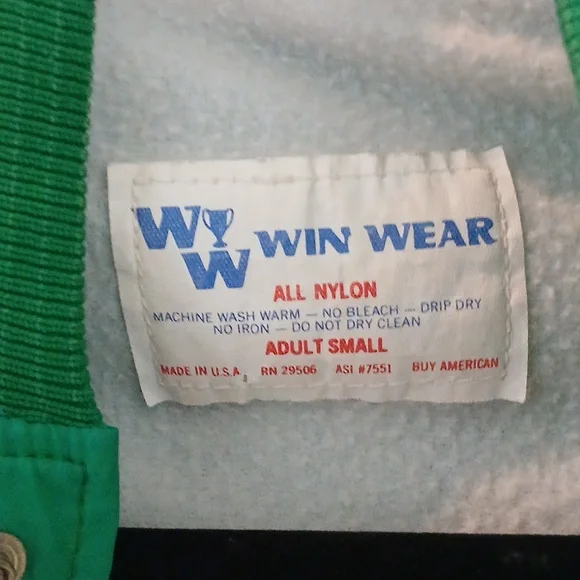 W W WIN WEAR
W
ALL NYLON
MACHINE WASH WARM — NO BLEACH — DRIP DRY
NO IRON — DO NOT DRY CLEAN
ADULT SMALL
MADE IN U.S.A. RN 29506 ASI #7551 BUY AMERICAN